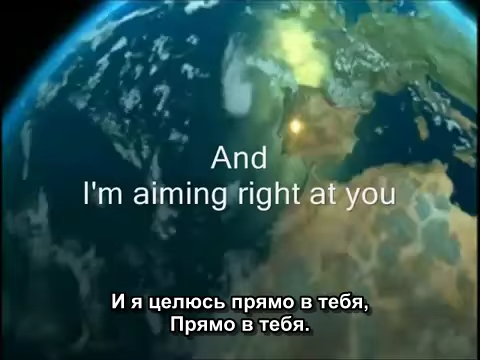 And
I'm aiming right at you
И я целюсь прямо в тебя,
Прямо в тебя.